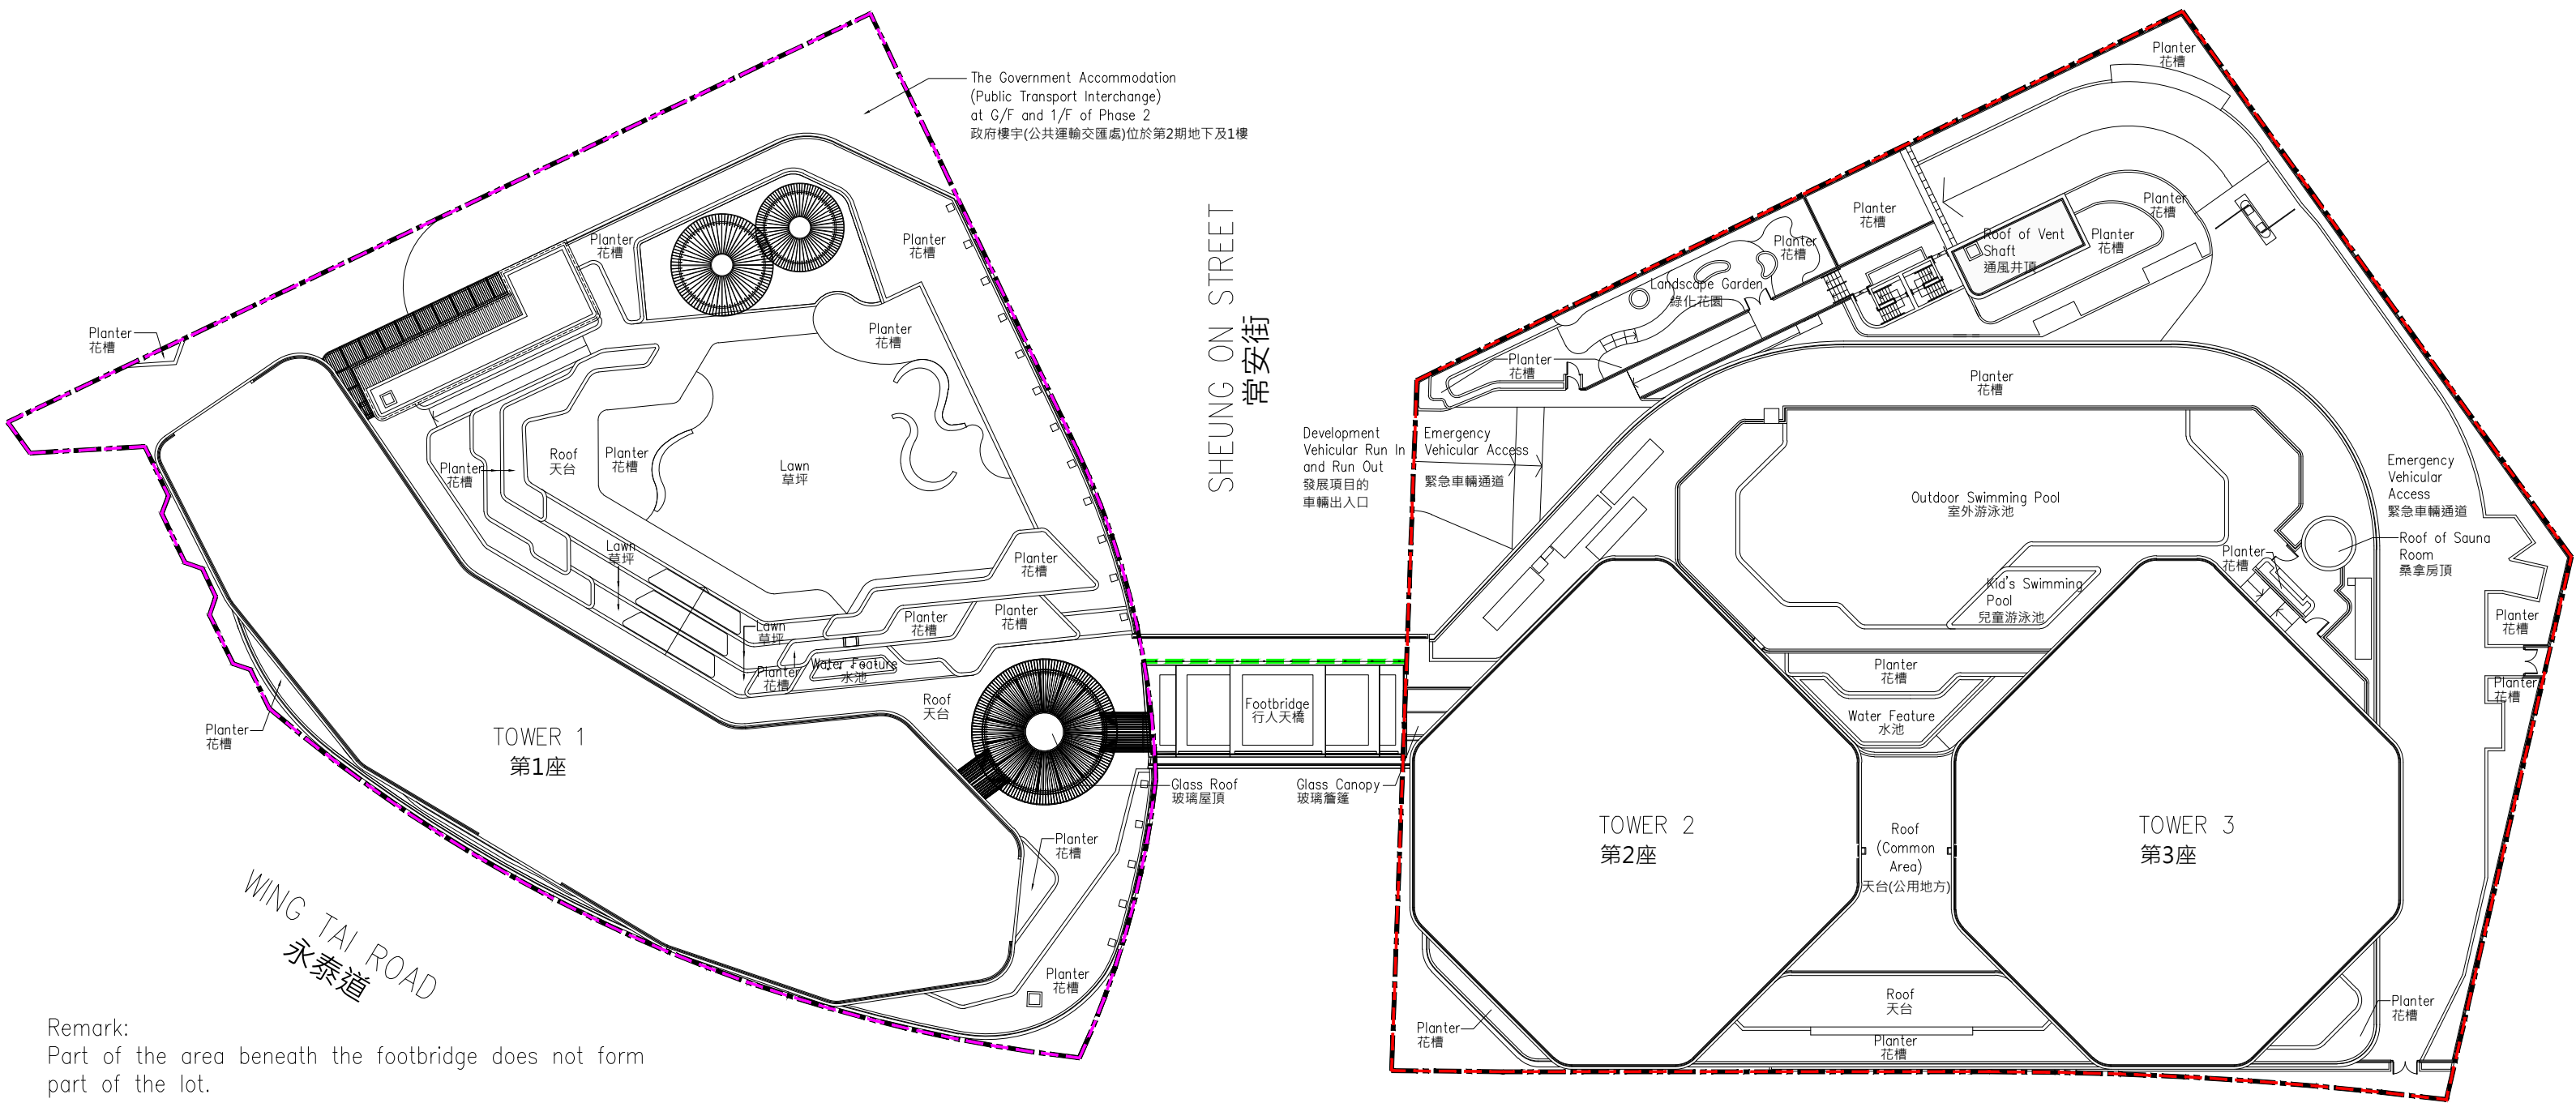 The Government Accommodation
(Public Transport Interchange)
at G/F and 1/F of Phase 2
政府樓宇(公共運輸交匯處)位於第2期地下及1樓
Planter
花槽
Planter
花槽
Planter
花槽
Planter
花槽
Planter
花槽
Roof
天台
Planter
花槽
Lawn
草坪
Lawn
草坪
Planter
花槽
Planter
花槽
Planter
花槽
Lawn
草坪
Water Feature
水池
Planter
花槽
Roof
天台
Planter
花槽
TOWER 1
第1座
Glass Roof
玻璃屋頂
Planter
花槽
Planter
花槽
WING TAI ROAD
永泰道
Remark:
Part of the area beneath the footbridge does not form
part of the lot.
SHEUNG ON STREET
常安街
Footbridge
行人天橋
Glass Canopy
玻璃簷篷
Development
Vehicular Run In
and Run Out
發展項目的
車輛出入口
Emergency
Vehicular Access
緊急車輛通道
Planter
花槽
Planter
花槽
Planter
花槽
Planter
花槽
Roof of Vent
Shaft
通風井頂
Planter
花槽
Landscape Garden
綠化花園
Planter
花槽
Planter
花槽
Planter
花槽
Outdoor Swimming Pool
室外游泳池
Emergency
Vehicular
Access
緊急車輛通道
Roof of Sauna
Room
桑拿房頂
Planter
花槽
Kid's Swimming
Pool
兒童游泳池
Planter
花槽
Planter
花槽
Planter
花槽
Water Feature
水池
TOWER 2
第2座
Roof
(Common
Area)
天台(公用地方)
TOWER 3
第3座
Roof
天台
Planter
花槽
Planter
花槽
Planter
花槽